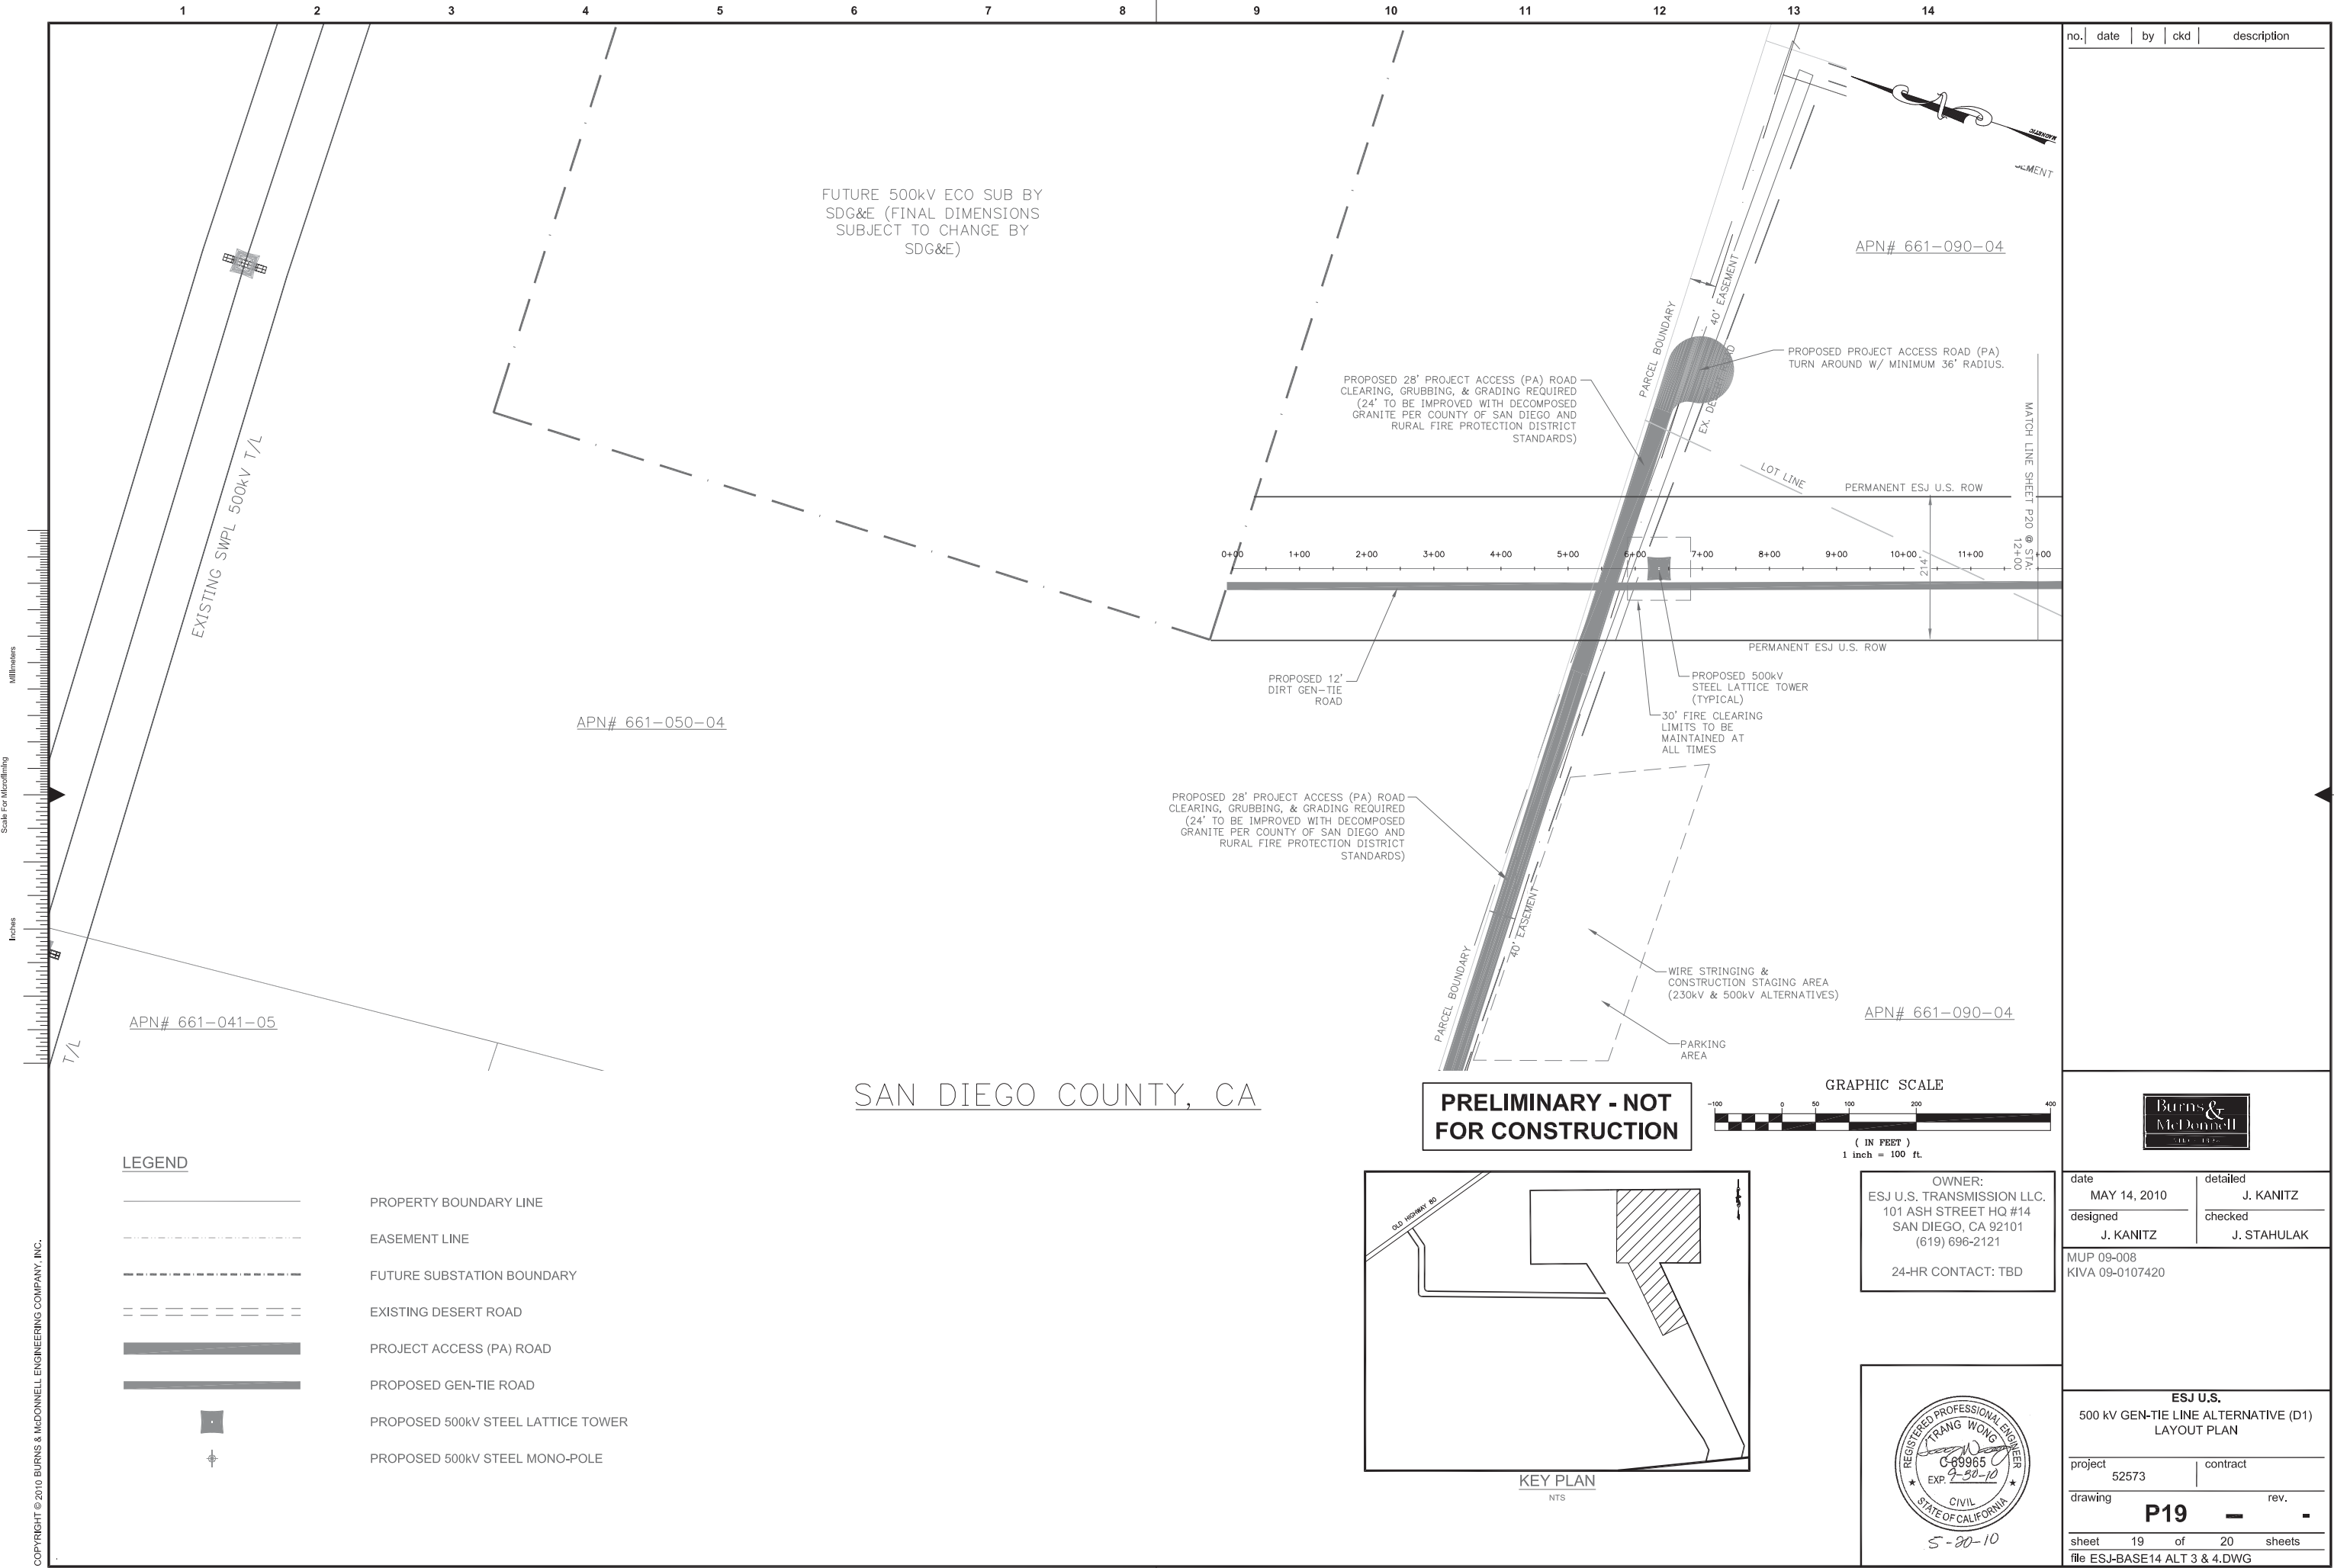 1 2 3 4 5 6 7 8 9 10 11 12 13 14
no. date by ckd description
MAGNETIC
FUTURE 500kV ECO SUB BY
SDG&E (FINAL DIMENSIONS
SUBJECT TO CHANGE BY
SDG&E)
APN# 661-090-04
40' EASEMENT
PARCEL BOUNDARY
PROPOSED PROJECT ACCESS ROAD (PA)
TURN AROUND W/ MINIMUM 36' RADIUS.
PROPOSED 28' PROJECT ACCESS (PA) ROAD
CLEARING, GRUBBING, & GRADING REQUIRED
(24' TO BE IMPROVED WITH DECOMPOSED
GRANITE PER COUNTY OF SAN DIEGO AND
RURAL FIRE PROTECTION DISTRICT
STANDARDS)
MATCH LINE SHEET P20 @ STA:
12+00
LOT LINE
PERMANENT ESJ U.S. ROW
EXISTING SWPL 500kV T/L
0+00 1+00 2+00 3+00 4+00 5+00 6+00 7+00 8+00 9+00 10+00 11+00
214'
PERMANENT ESJ U.S. ROW
PROPOSED 12'
DIRT GEN-TIE
ROAD
PROPOSED 500kV
STEEL LATTICE TOWER
(TYPICAL)
30' FIRE CLEARING
LIMITS TO BE
MAINTAINED AT
ALL TIMES
APN# 661-050-04
PROPOSED 28' PROJECT ACCESS (PA) ROAD
CLEARING, GRUBBING, & GRADING REQUIRED
(24' TO BE IMPROVED WITH DECOMPOSED
GRANITE PER COUNTY OF SAN DIEGO AND
RURAL FIRE PROTECTION DISTRICT
STANDARDS)
40' EASEMENT
PARCEL BOUNDARY
WIRE STRINGING &
CONSTRUCTION STAGING AREA
(230kV & 500kV ALTERNATIVES)
PARKING
AREA
APN# 661-090-04
APN# 661-041-05
T/L
Millimeters
Scale For Microfilming
Inches
SAN DIEGO COUNTY, CA
PRELIMINARY - NOT
FOR CONSTRUCTION
GRAPHIC SCALE
-100 0 50 100 200 400
( IN FEET )
1 inch = 100 ft.
LEGEND
PROPERTY BOUNDARY LINE
EASEMENT LINE
FUTURE SUBSTATION BOUNDARY
EXISTING DESERT ROAD
PROJECT ACCESS (PA) ROAD
PROPOSED GEN-TIE ROAD
PROPOSED 500kV STEEL LATTICE TOWER
PROPOSED 500kV STEEL MONO-POLE
OLD HIGHWAY 80
KEY PLAN
NTS
OWNER:
ESJ U.S. TRANSMISSION LLC.
101 ASH STREET HQ #14
SAN DIEGO, CA 92101
(619) 696-2121
24-HR CONTACT: TBD
REGISTERED PROFESSIONAL ENGINEER
TRANG WONG
C 69965
EXP. 9-30-10
CIVIL
STATE OF CALIFORNIA
5-20-10
Burns &
McDonnell
date
MAY 14, 2010
detailed
J. KANITZ
designed
J. KANITZ
checked
J. STAHULAK
MUP 09-008
KIVA 09-0107420
ESJ U.S.
500 kV GEN-TIE LINE ALTERNATIVE (D1)
LAYOUT PLAN
project
52573
contract
drawing
P19 —
rev.
-
sheet 19 of 20 sheets
file ESJ-BASE14 ALT 3 & 4.DWG
COPYRIGHT © 2010 BURNS & McDONNELL ENGINEERING COMPANY, INC.